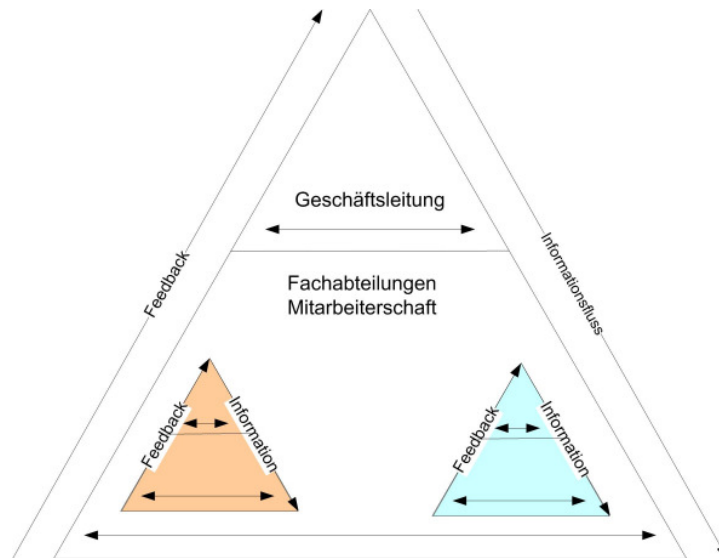 Geschäftsleitung
Feedback
Informationsfluss
Fachabteilungen
Mitarbeiterschaft
Feedback
Information
Feedback
Information